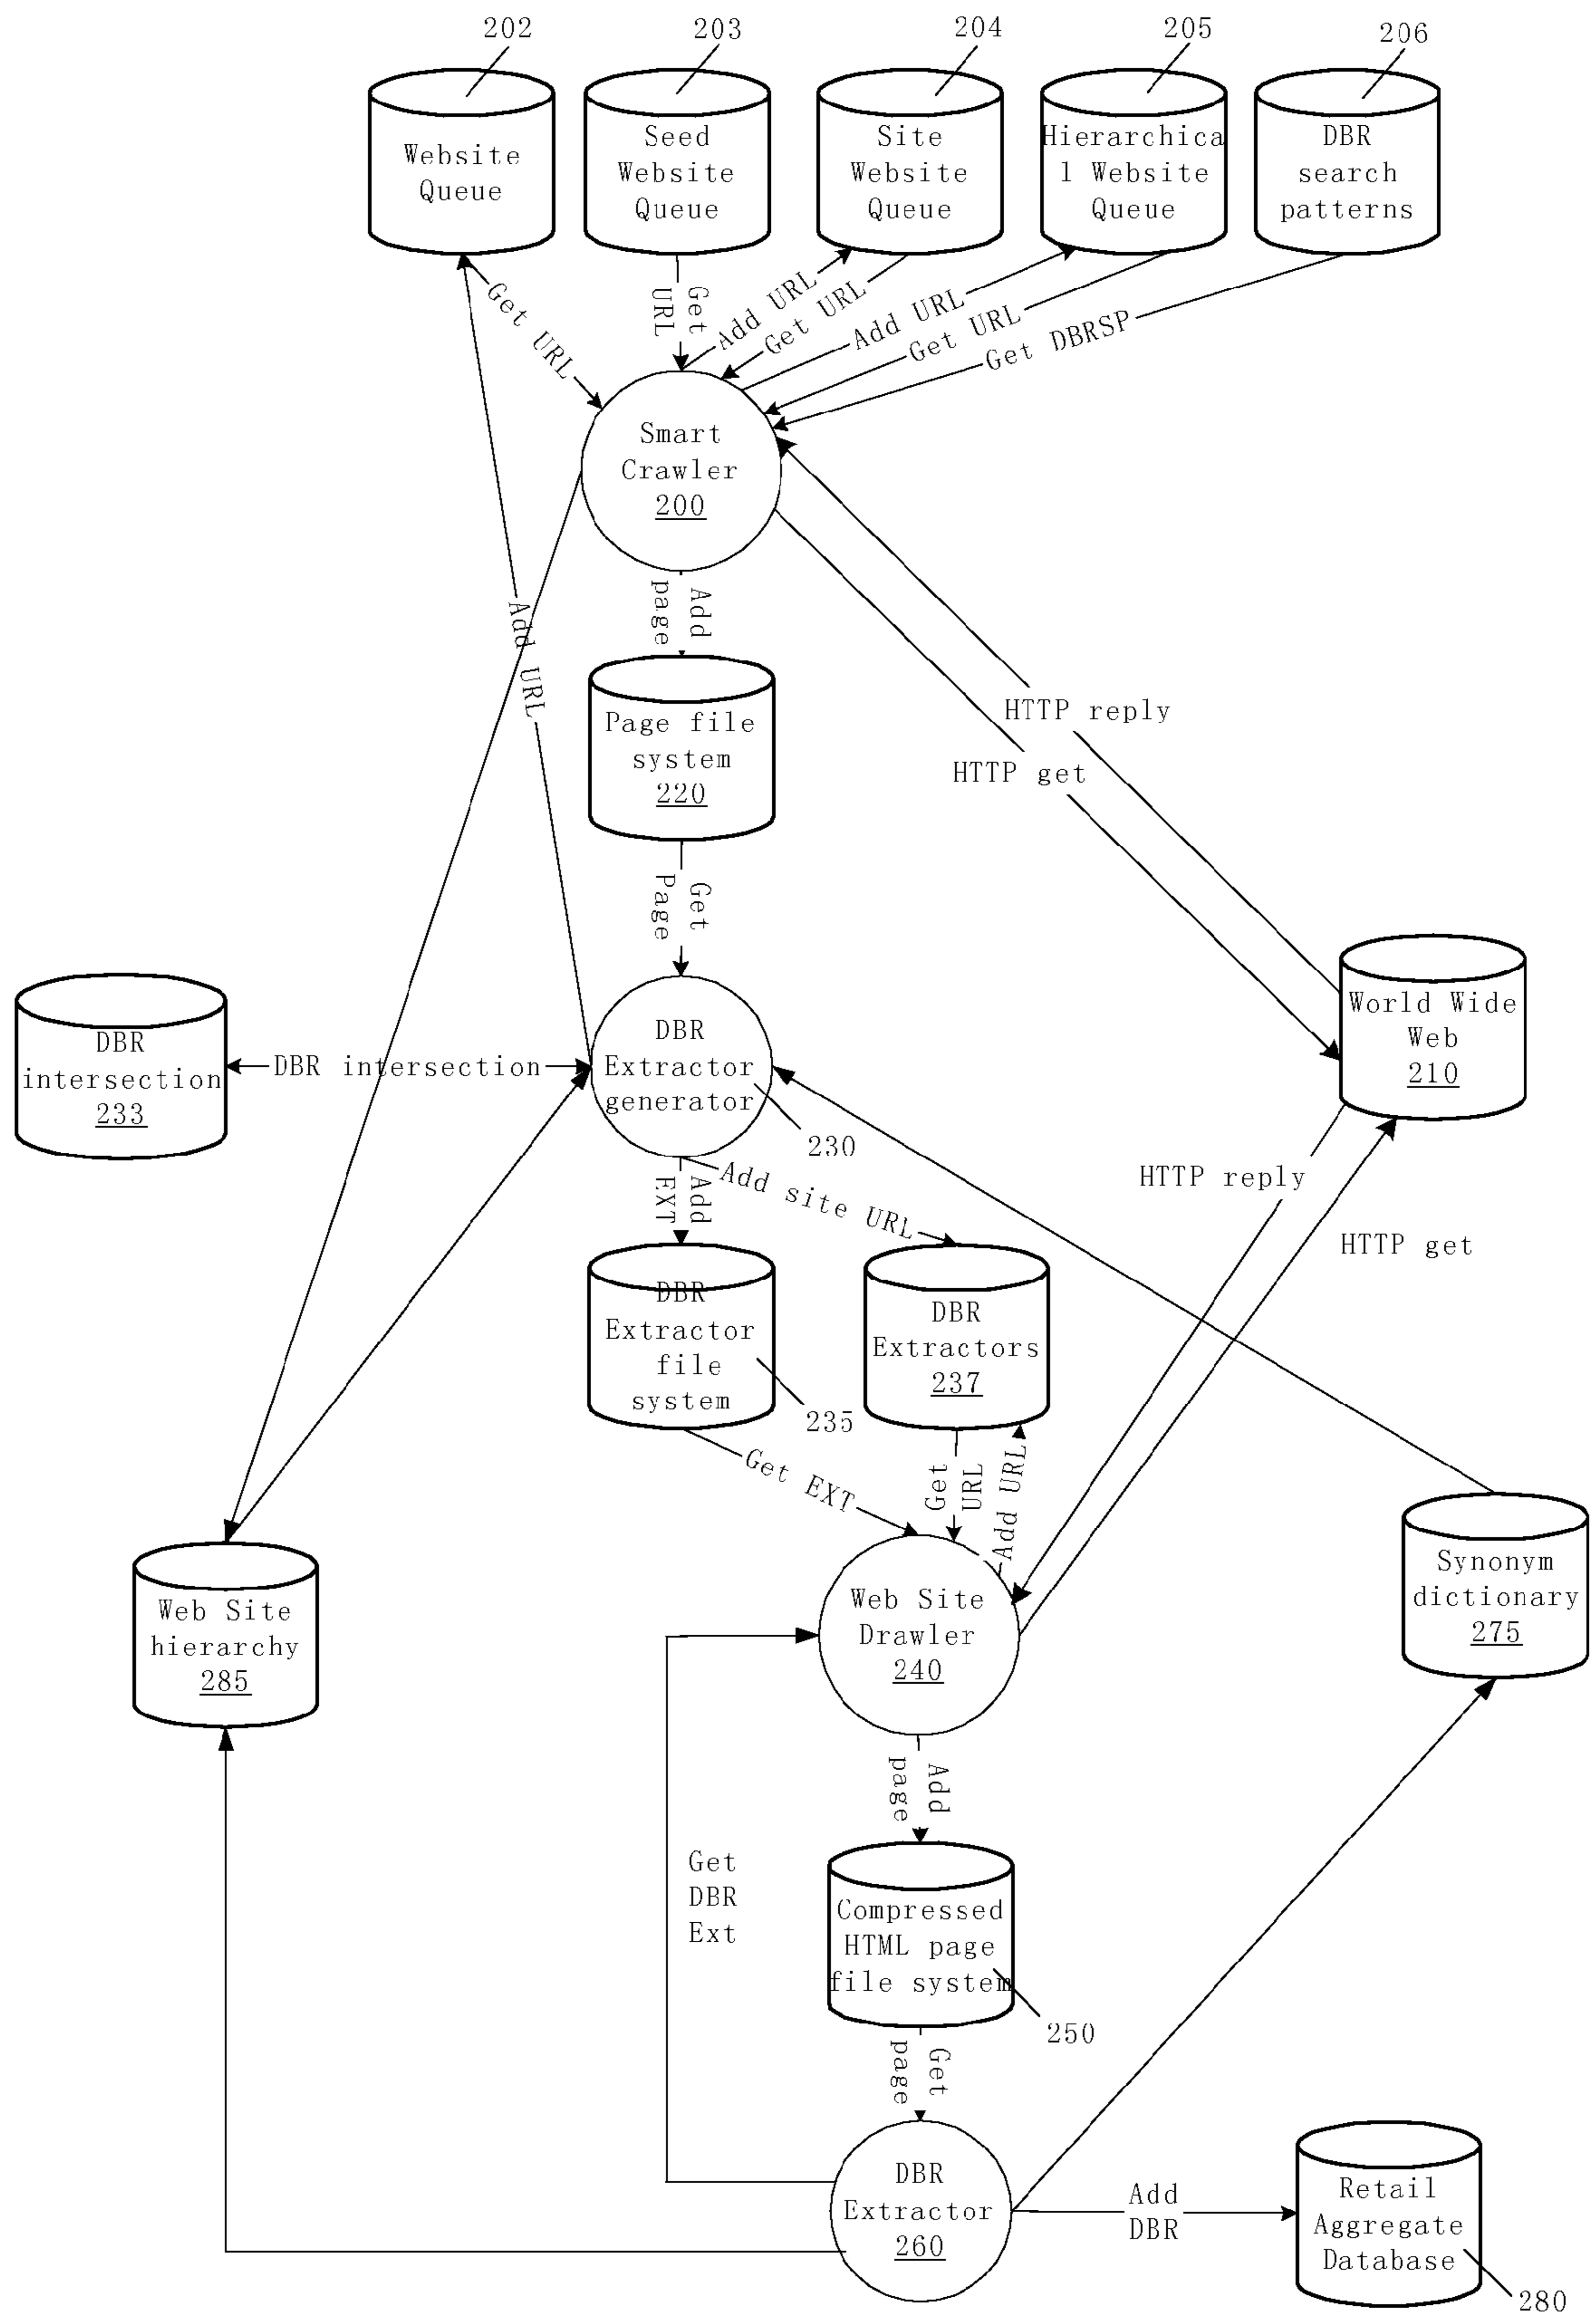 202
203
204
205
206
Website
Queue
Seed
Website
Queue
Site
Website
Queue
Hierarchica
l Website
Queue
DBR
search
patterns
Get URL
Get
URL
Add URL
Get URL
Add URL
Get URL
Get DBRSP
Smart
Crawler
200
Add
page
Add URL
Page file
system
220
HTTP reply
HTTP get
Get
Page
DBR
intersection
233
DBR intersection
DBR
Extractor
generator
230
World Wide
Web
210
Add
EXT
Add site URL
HTTP reply
HTTP get
DBR
Extractor
file
system
235
DBR
Extractors
237
Get EXT
Get
URL
Add URL
Web Site
hierarchy
285
Web Site
Drawler
240
Synonym
dictionary
275
Add
page
Get
DBR
Ext
Compressed
HTML page
file system
250
Get
page
DBR
Extractor
260
Add
DBR
Retail
Aggregate
Database
280